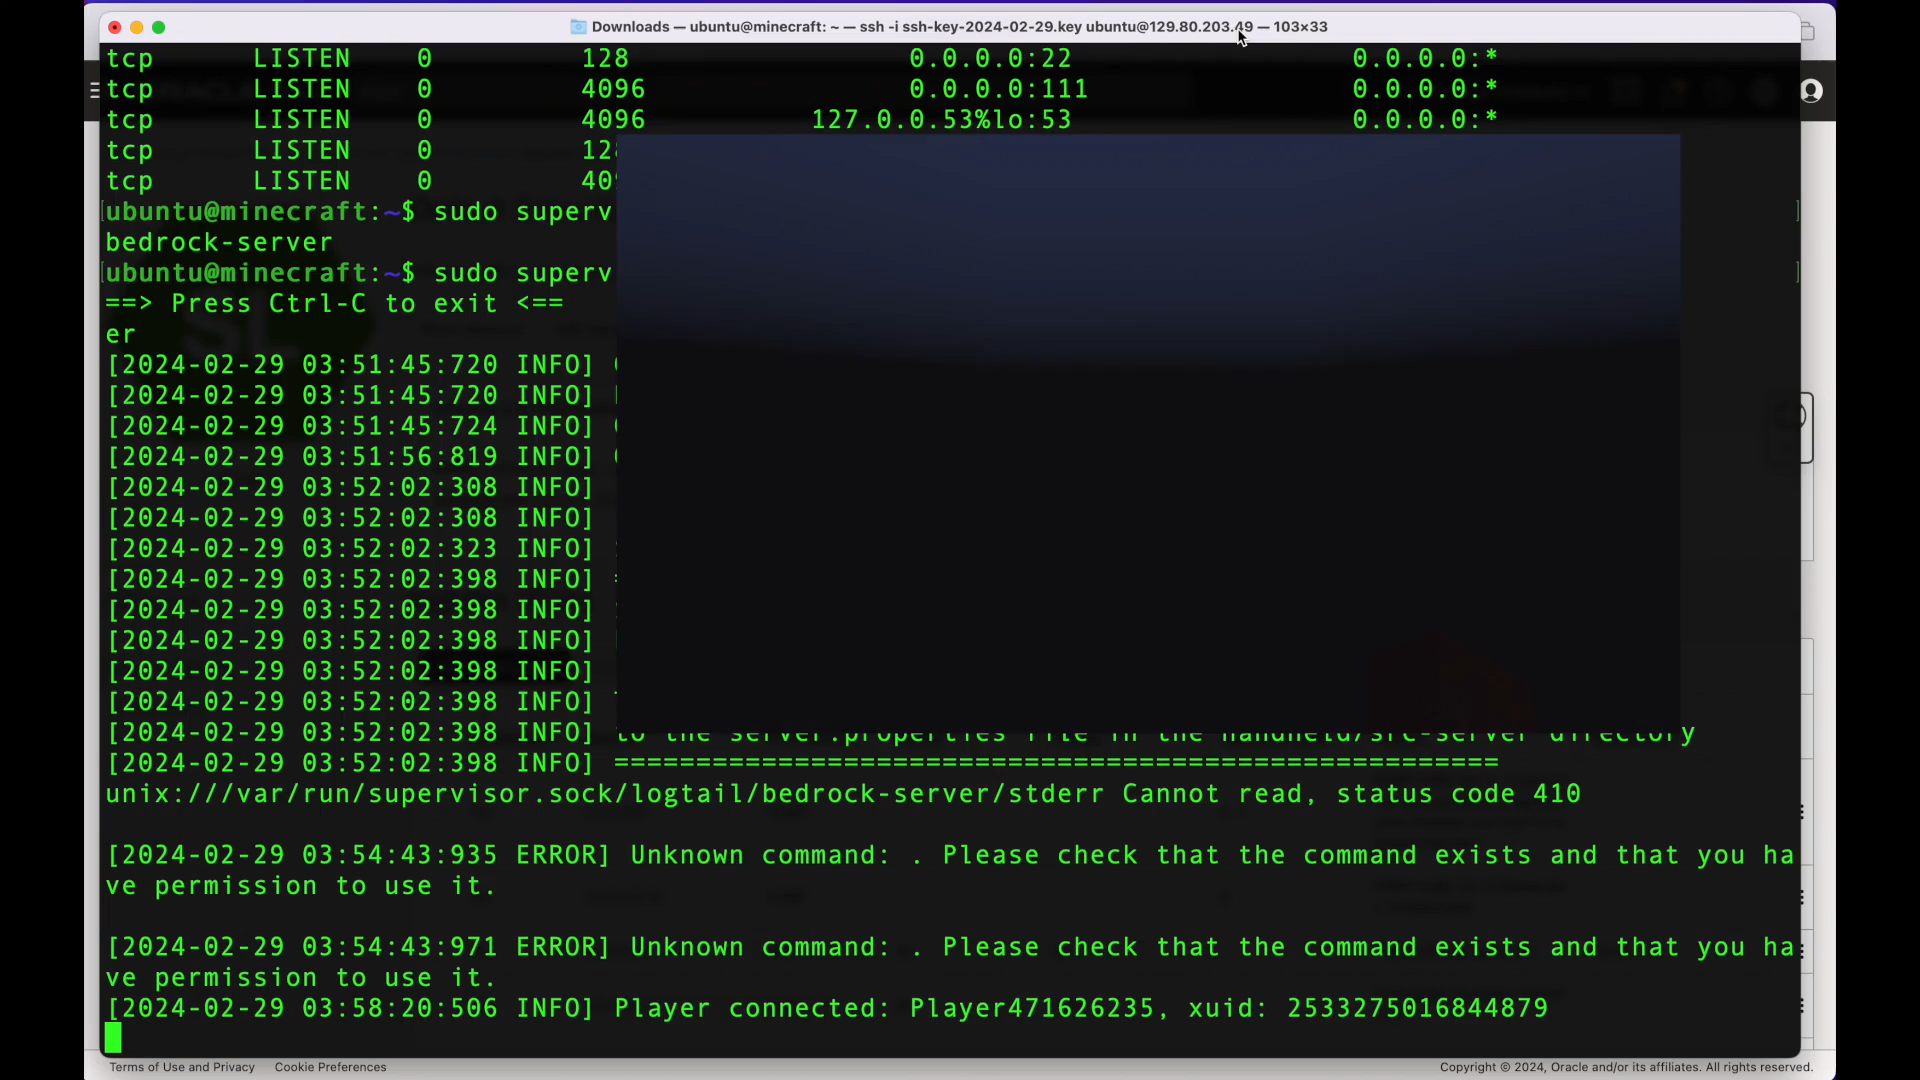 Downloads — ubuntu@minecraft: ~ — ssh -i ssh-key-2024-02-29.key ubuntu@129.80.203.49 — 103×33
tcp LISTEN 0 128 0.0.0.0:22 0.0.0.0:*
tcp LISTEN 0 4096 0.0.0.0:111 0.0.0.0:*
tcp LISTEN 0 4096 127.0.0.53%lo:53 0.0.0.0:*
tcp LISTEN 0
tcp LISTEN 0
ubuntu@minecraft:~$ sudo superv
bedrock-server
ubuntu@minecraft:~$ sudo superv
==> Press Ctrl-C to exit <==
er
[2024-02-29 03:51:45:720 INFO]
[2024-02-29 03:51:45:720 INFO]
[2024-02-29 03:51:45:724 INFO]
[2024-02-29 03:51:56:819 INFO]
[2024-02-29 03:52:02:308 INFO]
[2024-02-29 03:52:02:308 INFO]
[2024-02-29 03:52:02:323 INFO]
[2024-02-29 03:52:02:398 INFO]
[2024-02-29 03:52:02:398 INFO]
[2024-02-29 03:52:02:398 INFO]
[2024-02-29 03:52:02:398 INFO]
[2024-02-29 03:52:02:398 INFO]
[2024-02-29 03:52:02:398 INFO] to the server.properties file in the handheld/src-server directory
[2024-02-29 03:52:02:398 INFO] ======================================================
unix:///var/run/supervisor.sock/logtail/bedrock-server/stderr Cannot read, status code 410
[2024-02-29 03:54:43:935 ERROR] Unknown command: . Please check that the command exists and that you ha
ve permission to use it.
[2024-02-29 03:54:43:971 ERROR] Unknown command: . Please check that the command exists and that you ha
ve permission to use it.
[2024-02-29 03:58:20:506 INFO] Player connected: Player471626235, xuid: 2533275016844879
Terms of Use and Privacy Cookie Preferences
Copyright © 2024, Oracle and/or its affiliates. All rights reserved.